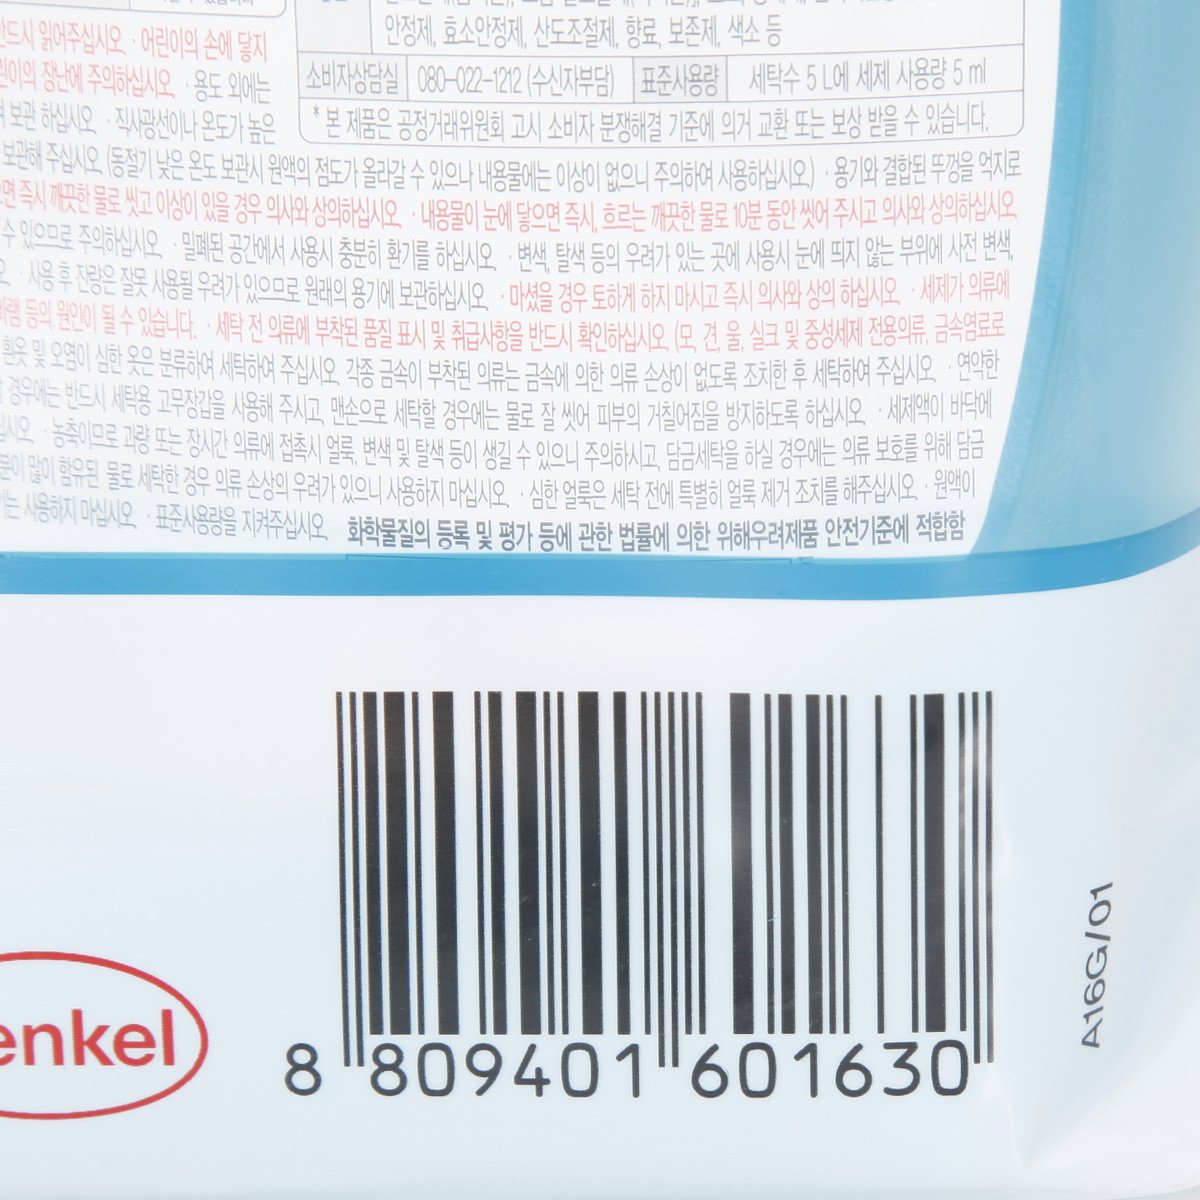 안정제, 효소안정제, 산도조절제, 향료, 보존제, 색소 등
반드시 읽어주십시오 · 어린이의 손에 닿지
소비자상담실 080-022-1212 (수신자부담) 표준사용량 세탁수 5 L에 세제 사용량 5 ml
장난에 주의하십시오 · 용도 외에는
* 본 제품은 공정거래위원회 고시 소비자 분쟁해결 기준에 의거 교환 또는 보상 받을 수 있습니다.
보관 하십시오 · 직사광선이나 온도가 높은
보관해 주십시오 (동절기 낮은 온도 보관시 원액의 점도가 올라갈 수 있으나 내용물에는 이상이 없으니 주의하여 사용하십시오) · 용기와 결합된 뚜껑을 억지로
즉시 깨끗한 물로 씻고 이상이 있을 경우 의사와 상의하십시오 · 내용물이 눈에 닿으면 즉시, 흐르는 깨끗한 물로 10분 동안 씻어 주시고 의사와 상의하십시오
수 있으므로 주의하십시오 · 밀폐된 공간에서 사용시 충분히 환기를 하십시오 · 변색, 탈색 등의 우려가 있는 곳에 사용시 눈에 띄지 않는 부위에 사전 변색,
· 사용 후 잔량은 잘못 사용될 우려가 있으므로 원래의 용기에 보관하십시오 · 마셨을 경우 토하게 하지 마시고 즉시 의사와 상의 하십시오 · 세제가 의류에
등의 원인이 될 수 있습니다. · 세탁 전 의류에 부착된 품질 표시 및 취급사항을 반드시 확인하십시오 (모, 견, 울, 실크 및 중성세제 전용의류, 금속염료로
흰옷 및 오염이 심한 옷은 분류하여 세탁하여 주십시오. 각종 금속이 부착된 의류는 금속에 의한 의류 손상이 없도록 조치한 후 세탁하여 주십시오 · 연약한
경우에는 반드시 세탁용 고무장갑을 사용해 주시고, 맨손으로 세탁할 경우에는 물로 잘 씻어 피부의 거칠어짐을 방지하도록 하십시오 · 세제액이 바닥에
· 농축이므로 과량 또는 장시간 의류에 접촉시 얼룩, 변색 및 탈색 등이 생길 수 있으니 주의하시고, 담금세탁을 하실 경우에는 의류 보호를 위해 담금
많이 함유된 물로 세탁한 경우 의류 손상의 우려가 있으니 사용하지 마십시오. · 심한 얼룩은 세탁 전에 특별히 얼룩 제거 조치를 해주십시오. · 원액이
사용하지 마십시오 · 표준사용량을 지켜주십시오. 화학물질의 등록 및 평가 등에 관한 법률에 의한 위해우려제품 안전기준에 적합함
enkel
8 809401 601630
A16G/01